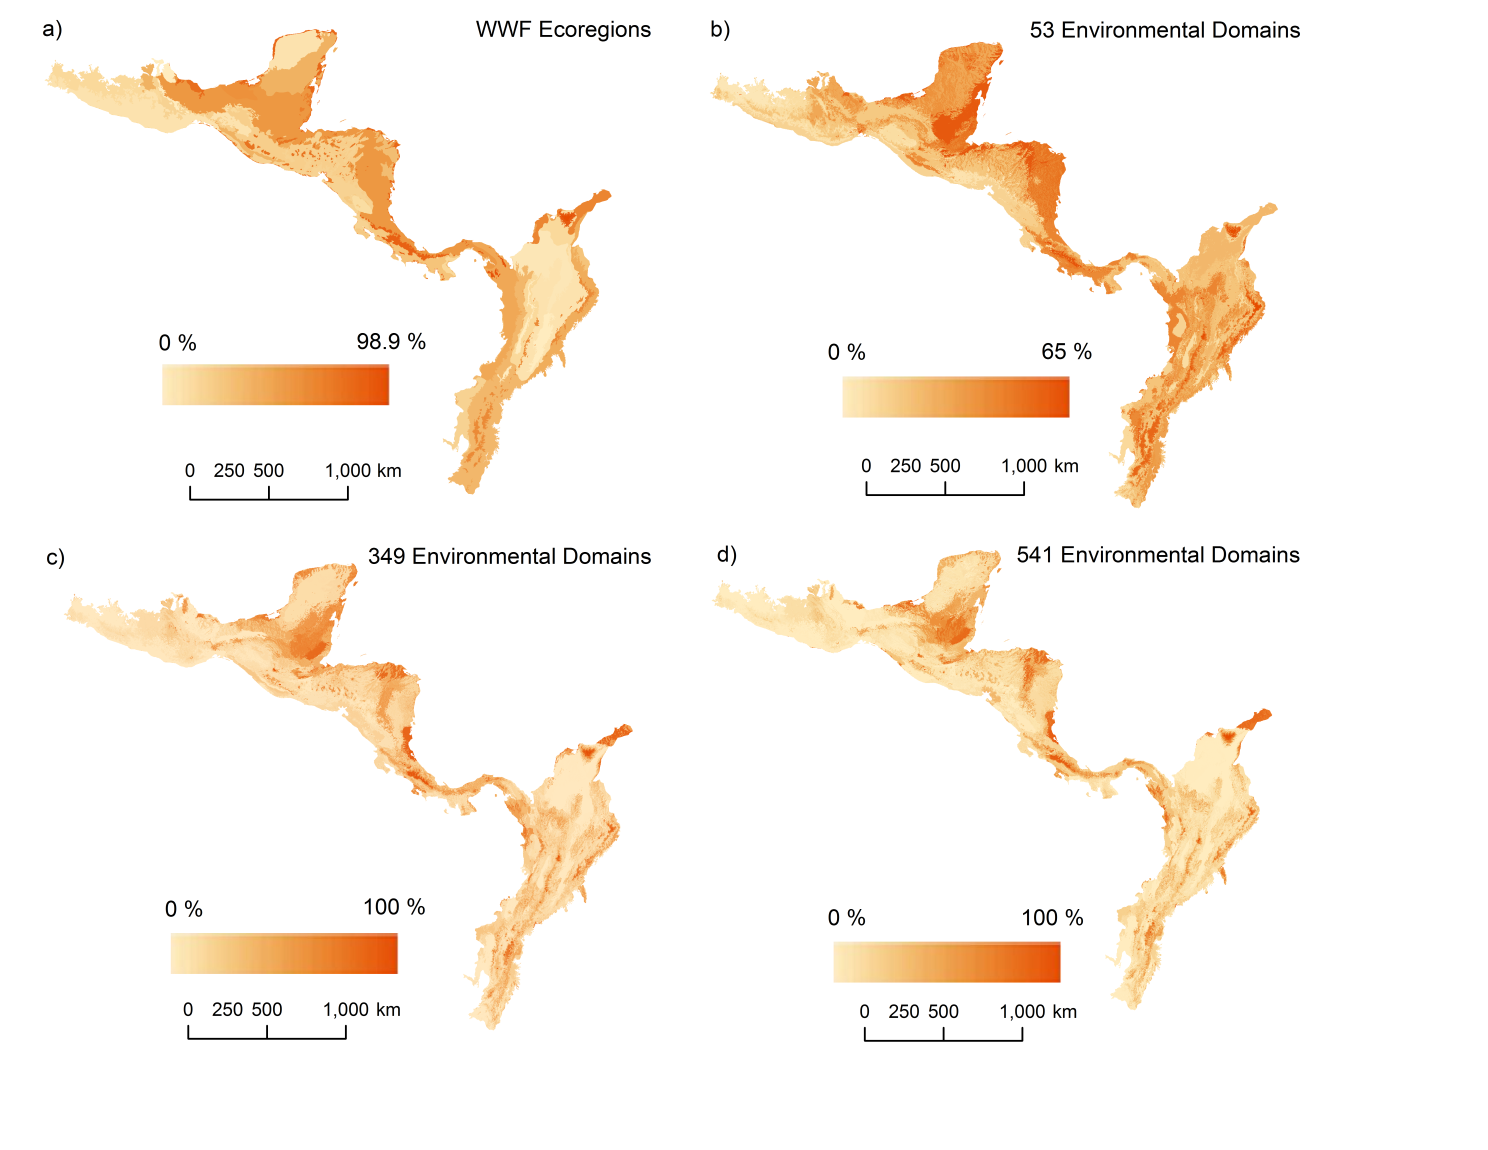 a) WWF Ecoregions
b) 53 Environmental Domains
0 % 98.9 %
0 250 500 1,000 km
0 % 65 %
0 250 500 1,000 km
c) 349 Environmental Domains
d) 541 Environmental Domains
0 % 100 %
0 250 500 1,000 km
0 % 100 %
0 250 500 1,000 km